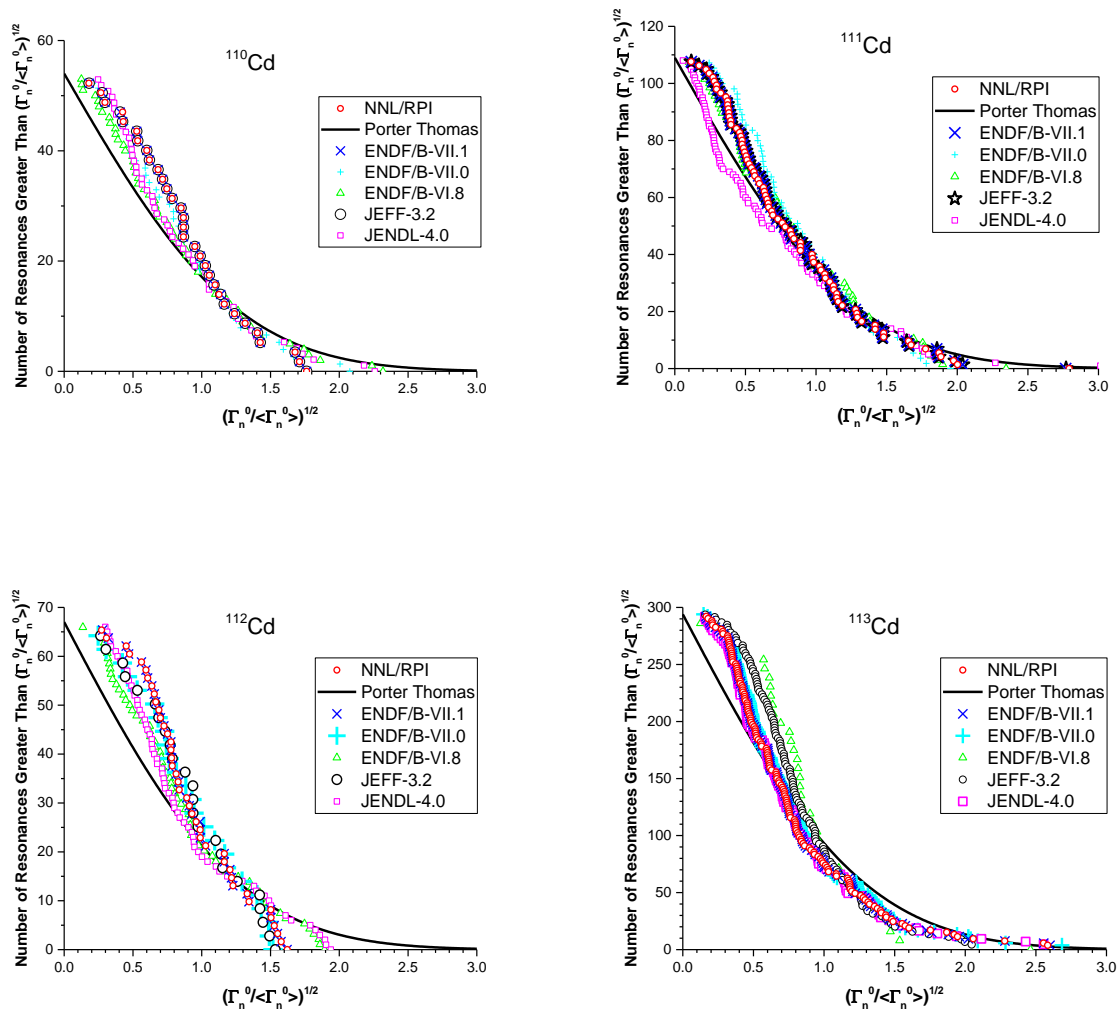 ¹¹⁰Cd
Number of Resonances Greater Than (Γₙ⁰/<Γₙ⁰>)^1/2
60
40
20
0
NNL/RPI
Porter Thomas
ENDF/B-VII.1
ENDF/B-VII.0
ENDF/B-VI.8
JEFF-3.2
JENDL-4.0
0.0 0.5 1.0 1.5 2.0 2.5 3.0
(Γₙ⁰/<Γₙ⁰>)^1/2
¹¹¹Cd
Number of Resonances Greater Than (Γₙ⁰/<Γₙ⁰>)^1/2
120
100
80
60
40
20
0
NNL/RPI
Porter Thomas
ENDF/B-VII.1
ENDF/B-VII.0
ENDF/B-VI.8
JEFF-3.2
JENDL-4.0
0.0 0.5 1.0 1.5 2.0 2.5 3.0
(Γₙ⁰/<Γₙ⁰>)^1/2
¹¹²Cd
Number of Resonances Greater Than (Γₙ⁰/<Γₙ⁰>)^1/2
70
60
50
40
30
20
10
0
NNL/RPI
Porter Thomas
ENDF/B-VII.1
ENDF/B-VII.0
ENDF/B-VI.8
JEFF-3.2
JENDL-4.0
0.0 0.5 1.0 1.5 2.0 2.5 3.0
(Γₙ⁰/<Γₙ⁰>)^1/2
¹¹³Cd
Number of Resonances Greater Than (Γₙ⁰/<Γₙ⁰>)^1/2
300
250
200
150
100
50
0
NNL/RPI
Porter Thomas
ENDF/B-VII.1
ENDF/B-VII.0
ENDF/B-VI.8
JEFF-3.2
JENDL-4.0
0.0 0.5 1.0 1.5 2.0 2.5 3.0
(Γₙ⁰/<Γₙ⁰>)^1/2